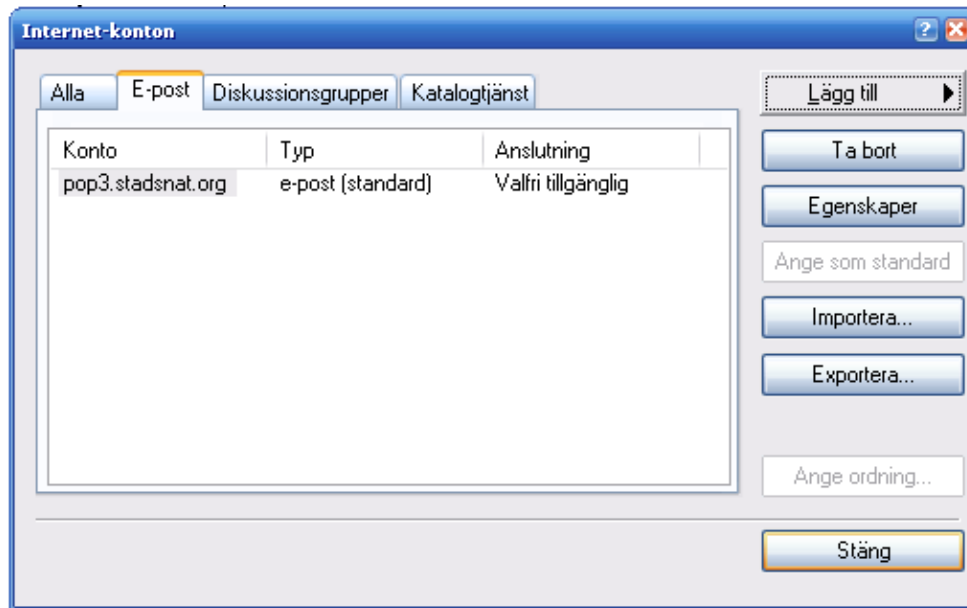 Internet-konton
Alla E-post Diskussionsgrupper Katalogtjänst
Konto Typ Anslutning
pop3.stadsnat.org e-post (standard) Valfri tillgänglig
Lägg till
Ta bort
Egenskaper
Ange som standard
Importera...
Exportera...
Ange ordning...
Stäng